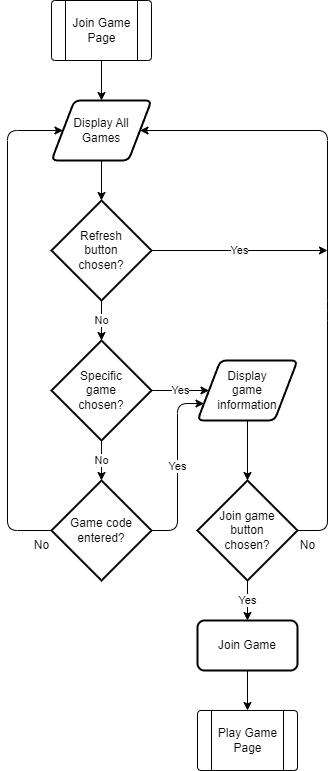 Join Game
Page
Display All
Games
Refresh
button
chosen?
Yes
No
Specific
game
chosen?
Yes
Display
game
information
No
Yes
Game code
entered?
No
Join game
button
chosen?
No
Yes
Join Game
Play Game
Page